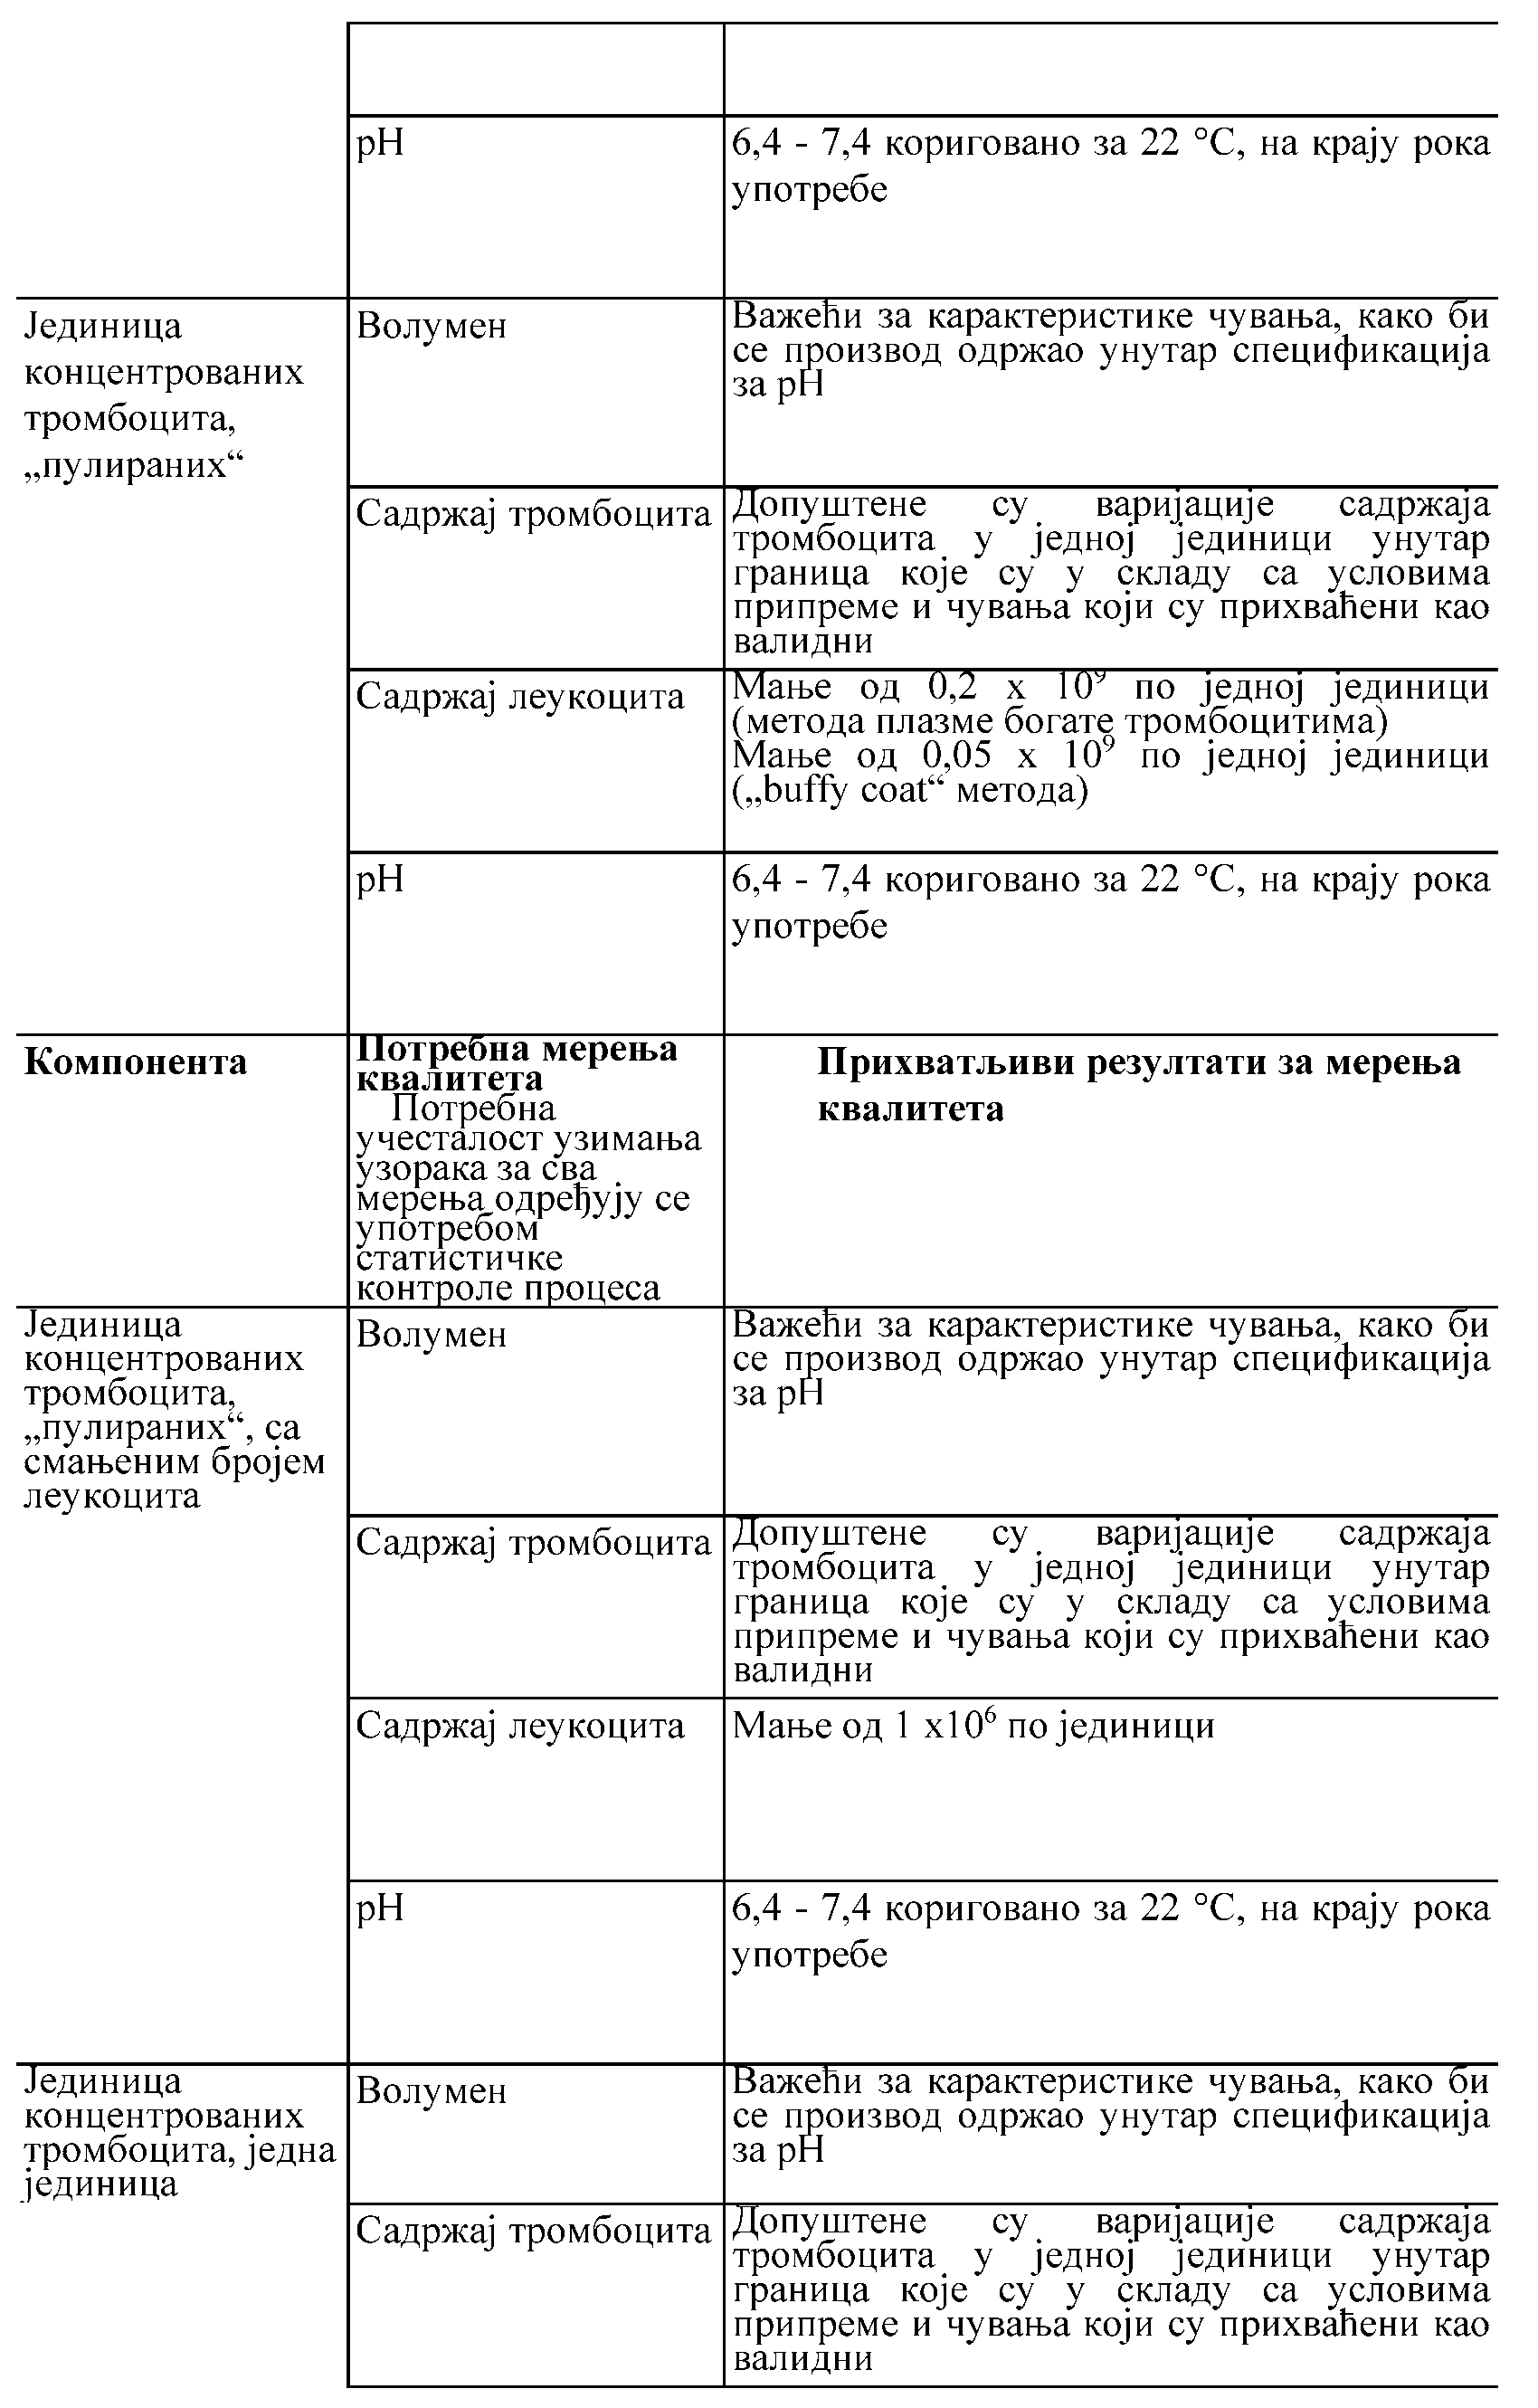 pH
6,4 - 7,4 кориговано за 22 °C, на крају рока
употребе
Јединица
концентрованих
тромбоцита,
„пулираних“
Волумен
Важећи за карактеристике чувања, како би
се производ одржао унутар спецификација
за pH
Садржај тромбоцита
Допуштене су варијације садржаја
тромбоцита у једној јединици унутар
граница које су у складу са условима
припреме и чувања који су прихваћени као
валидни
Садржај леукоцита
Мање од 0,2 x 10⁹ по једној јединици
(метода плазме богате тромбоцитима)
Мање од 0,05 x 10⁹ по једној јединици
(„buffy coat“ метода)
pH
6,4 - 7,4 кориговано за 22 °C, на крају рока
употребе
Компонента
Потребна мерења
квалитета
Потребна
учесталост узимања
узорака за сва
мерења одређују се
употребом
статистичке
контроле процеса
Прихватљиви резултати за мерења
квалитета
Јединица
концентрованих
тромбоцита,
„пулираних“, са
смањеним бројем
леукоцита
Волумен
Важећи за карактеристике чувања, како би
се производ одржао унутар спецификација
за pH
Садржај тромбоцита
Допуштене су варијације садржаја
тромбоцита у једној јединици унутар
граница које су у складу са условима
припреме и чувања који су прихваћени као
валидни
Садржај леукоцита
Мање од 1 x10⁶ по јединици
pH
6,4 - 7,4 кориговано за 22 °C, на крају рока
употребе
Јединица
концентрованих
тромбоцита, једна
јединица
Волумен
Важећи за карактеристике чувања, како би
се производ одржао унутар спецификација
за pH
Садржај тромбоцита
Допуштене су варијације садржаја
тромбоцита у једној јединици унутар
граница које су у складу са условима
припреме и чувања који су прихваћени као
валидни